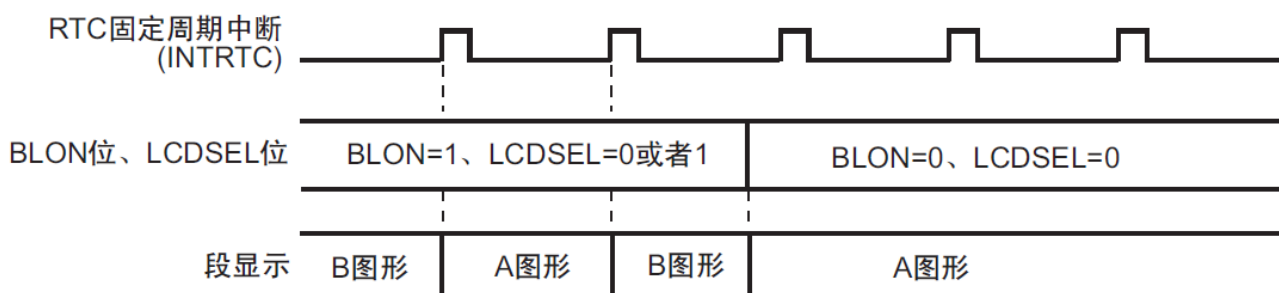 RTC固定周期中断
(INTRTC)
BLON位、LCDSEL位
BLON=1、LCDSEL=0或者1
BLON=0、LCDSEL=0
段显示
B图形
A图形
B图形
A图形